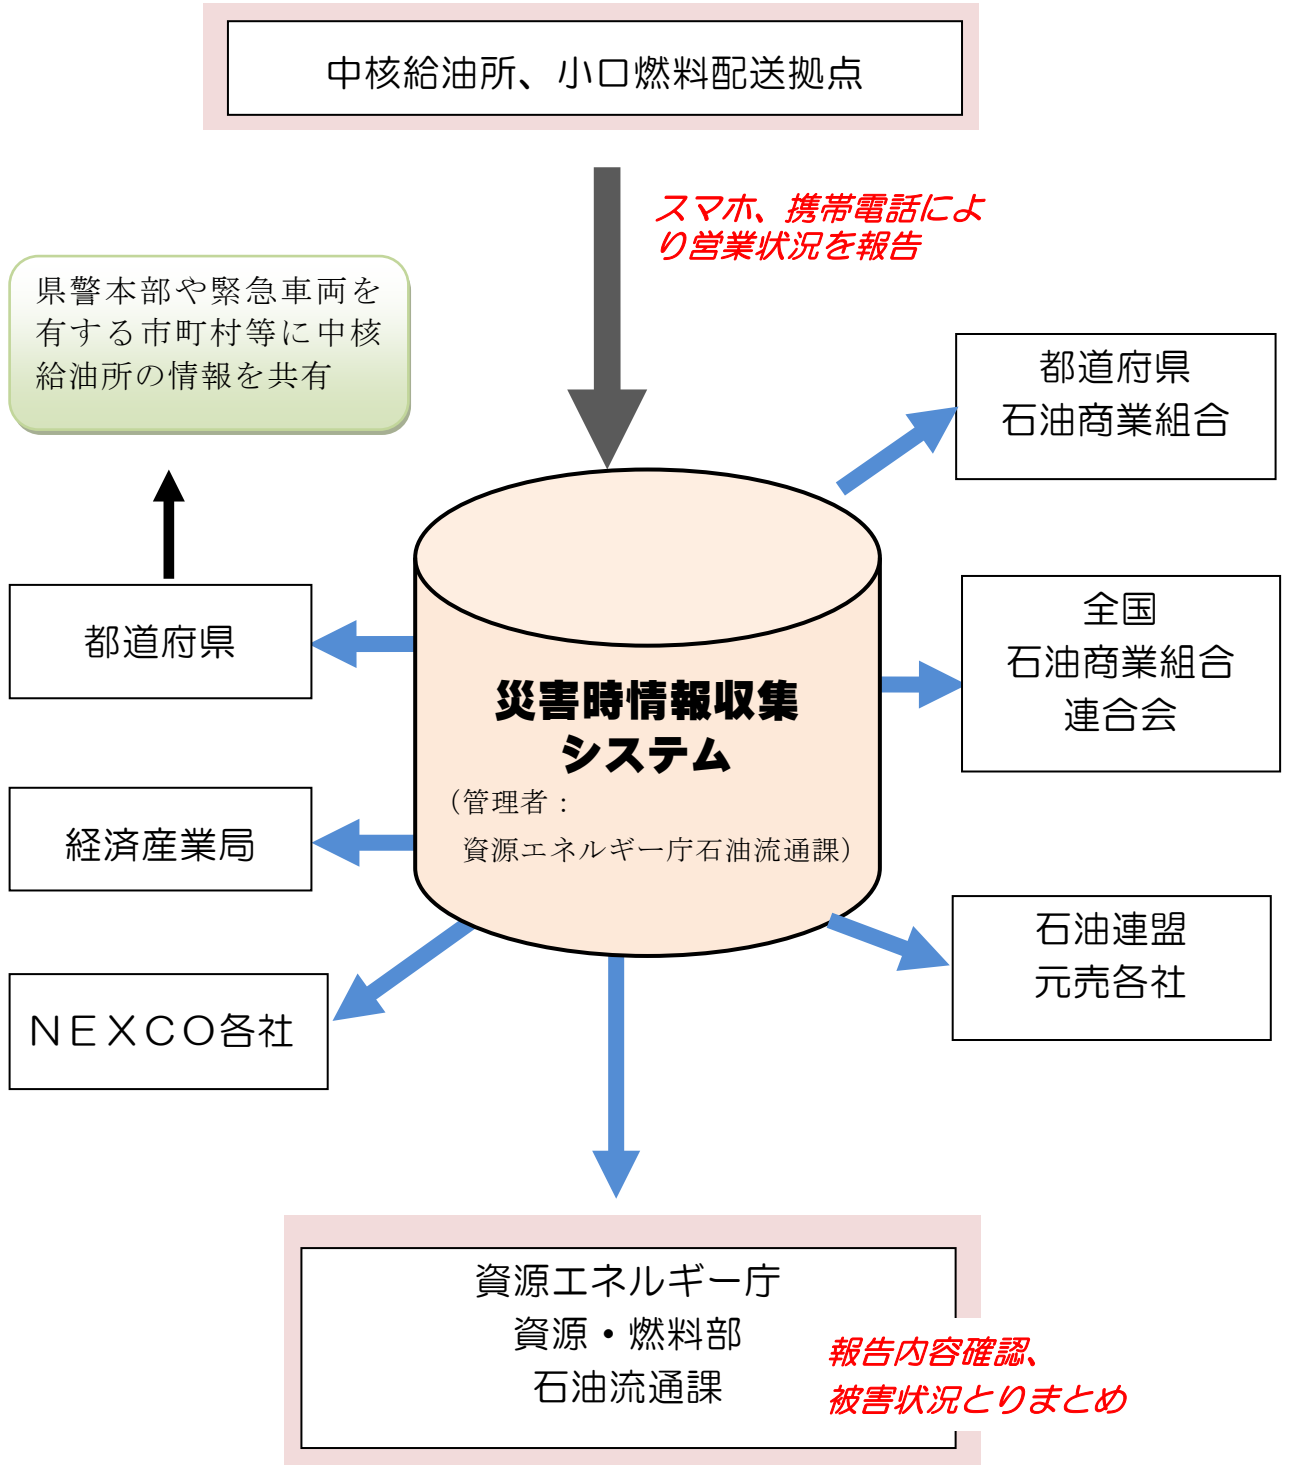 中核給油所、小口燃料配送拠点
スマホ、携帯電話によ
り営業状況を報告
県警本部や緊急車両を
有する市町村等に中核
給油所の情報を共有
都道府県
石油商業組合
都道府県
全国
石油商業組合
連合会
災害時情報収集
システム
（管理者：
資源エネルギー庁石油流通課）
経済産業局
石油連盟
元売各社
ＮＥＸＣＯ各社
資源エネルギー庁
資源・燃料部
石油流通課
報告内容確認、
被害状況とりまとめ